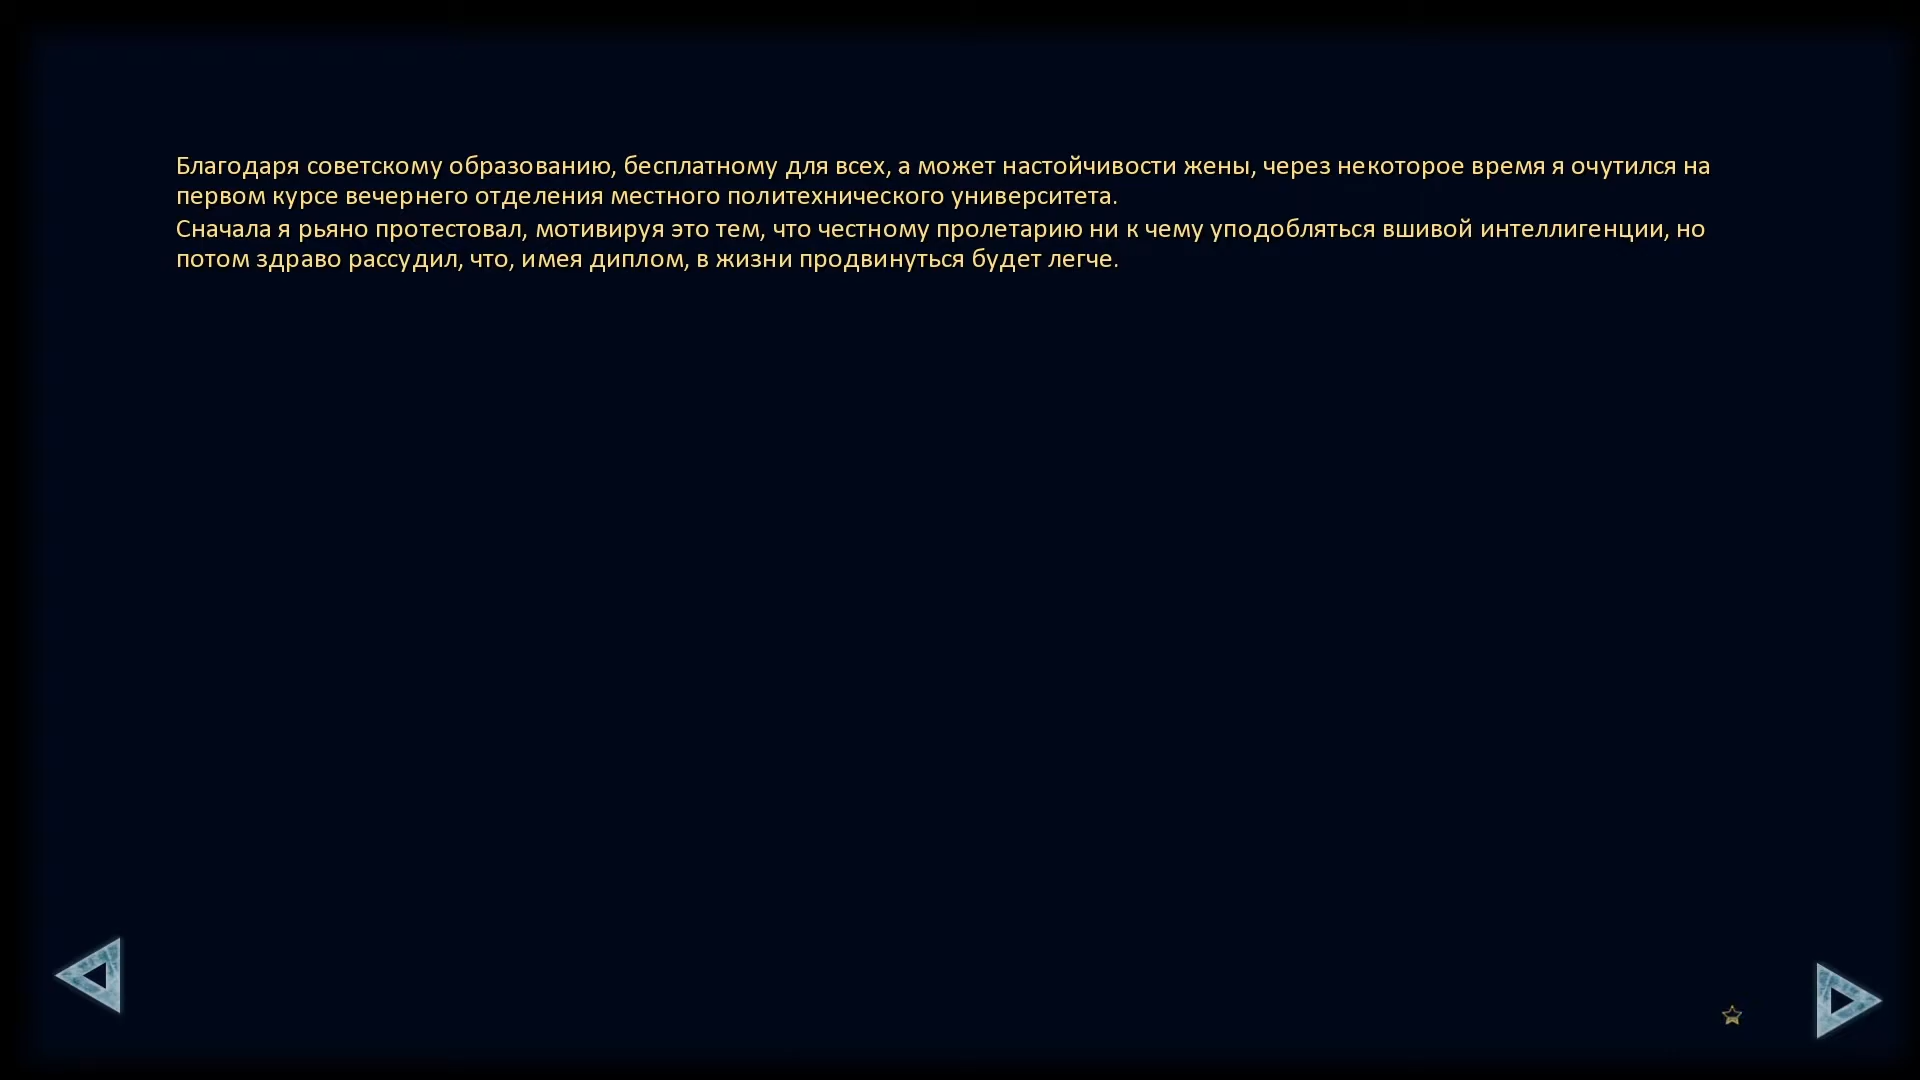 Благодаря советскому образованию, бесплатному для всех, а может настойчивости жены, через некоторое время я очутился на
первом курсе вечернего отделения местного политехнического университета.
Сначала я рьяно протестовал, мотивируя это тем, что честному пролетарию ни к чему уподобляться вшивой интеллигенции, но
потом здраво рассудил, что, имея диплом, в жизни продвинуться будет легче.